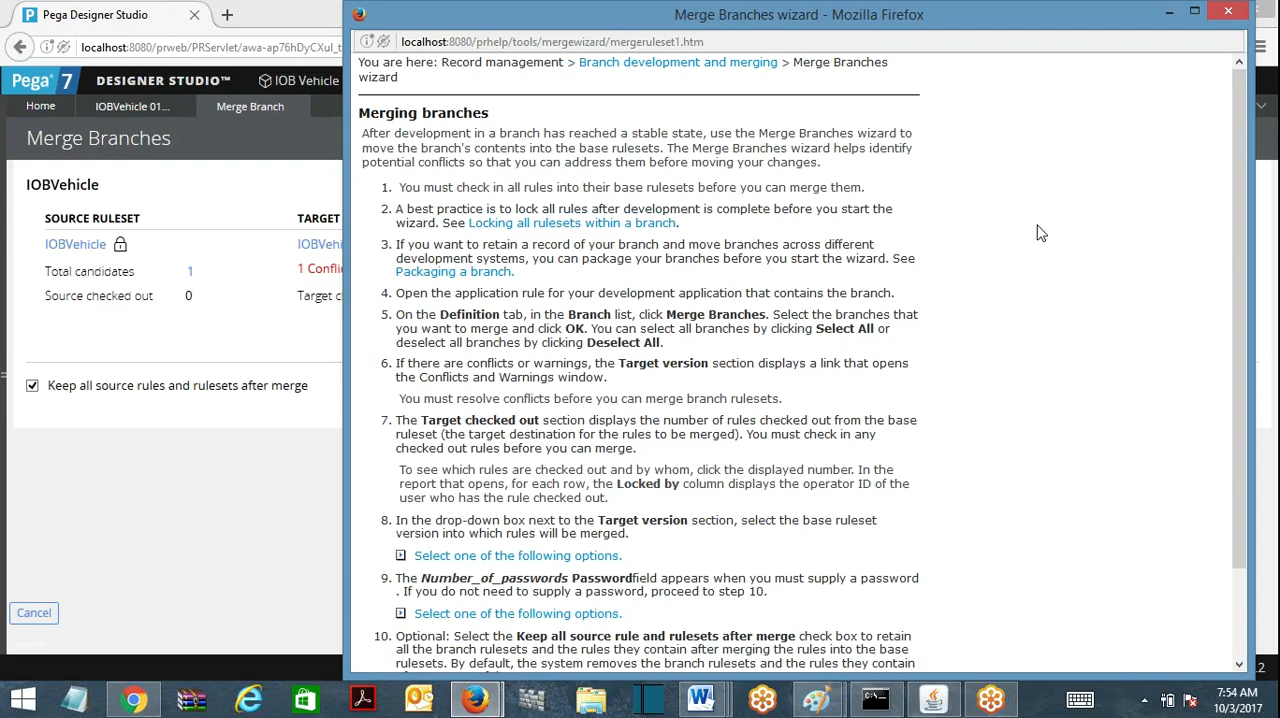 Pega Designer Studio
Merge Branches wizard - Mozilla Firefox
localhost:8080/prweb/PRServlet/awa-ap76hDyCXuI_t
localhost:8080/prhelp/tools/mergewizard/mergeruleset1.htm
Pega 7 DESIGNER STUDIO™ IOB Vehicle
Home IOBVehicle 01... Merge Branch
Merge Branches
IOBVehicle
SOURCE RULESET TARGET
IOBVehicle IOBVehi
Total candidates 1 1 Conflic
Source checked out 0 Target c
Keep all source rules and rulesets after merge
Cancel
You are here: Record management > Branch development and merging > Merge Branches
wizard
Merging branches
After development in a branch has reached a stable state, use the Merge Branches wizard to
move the branch's contents into the base rulesets. The Merge Branches wizard helps identify
potential conflicts so that you can address them before moving your changes.
1. You must check in all rules into their base rulesets before you can merge them.
2. A best practice is to lock all rules after development is complete before you start the
wizard. See Locking all rulesets within a branch.
3. If you want to retain a record of your branch and move branches across different
development systems, you can package your branches before you start the wizard. See
Packaging a branch.
4. Open the application rule for your development application that contains the branch.
5. On the Definition tab, in the Branch list, click Merge Branches. Select the branches that
you want to merge and click OK. You can select all branches by clicking Select All or
deselect all branches by clicking Deselect All.
6. If there are conflicts or warnings, the Target version section displays a link that opens
the Conflicts and Warnings window.
You must resolve conflicts before you can merge branch rulesets.
7. The Target checked out section displays the number of rules checked out from the base
ruleset (the target destination for the rules to be merged). You must check in any
checked out rules before you can merge.
To see which rules are checked out and by whom, click the displayed number. In the
report that opens, for each row, the Locked by column displays the operator ID of the
user who has the rule checked out.
8. In the drop-down box next to the Target version section, select the base ruleset
version into which rules will be merged.
Select one of the following options.
9. The Number_of_passwords Passwordfield appears when you must supply a password
. If you do not need to supply a password, proceed to step 10.
Select one of the following options.
10. Optional: Select the Keep all source rule and rulesets after merge check box to retain
all the branch rulesets and the rules they contain after merging the rules into the base
rulesets. By default, the system removes the branch rulesets and the rules they contain
12
7:54 AM
10/3/2017